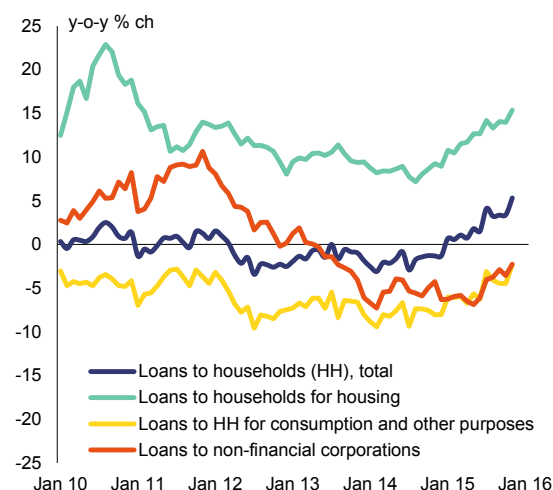 y-o-y % ch
25
20
15
10
5
0
-5
-10
-15
-20
-25
Loans to households (HH), total
Loans to households for housing
Loans to HH for consumption and other purposes
Loans to non-financial corporations
Jan 10 Jan 11 Jan 12 Jan 13 Jan 14 Jan 15 Jan 16